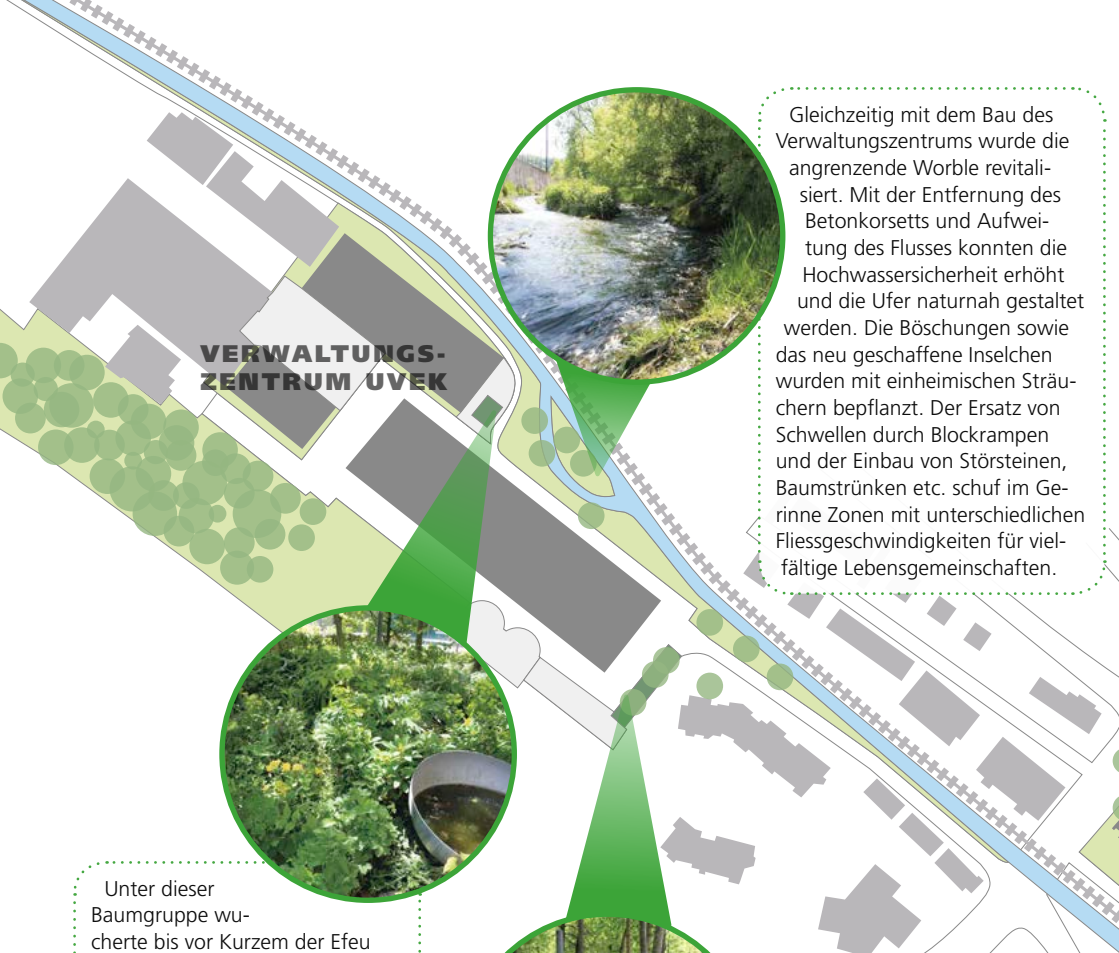 Gleichzeitig mit dem Bau des
Verwaltungszentrums wurde die
angrenzende Worble revitali-
siert. Mit der Entfernung des
Betonkorsetts und Aufwei-
tung des Flusses konnten die
Hochwassersicherheit erhöht
und die Ufer naturnah gestaltet
werden. Die Böschungen sowie
das neu geschaffene Inselchen
wurden mit einheimischen Sträu-
chern bepflanzt. Der Ersatz von
Schwellen durch Blockrampen
und der Einbau von Störsteinen,
Baumstrünken etc. schuf im Ge-
rinne Zonen mit unterschiedlichen
Fliessgeschwindigkeiten für viel-
fältige Lebensgemeinschaften.
VERWALTUNGS-
ZENTRUM UVEK
Unter dieser
Baumgruppe wu-
cherte bis vor Kurzem der Efeu